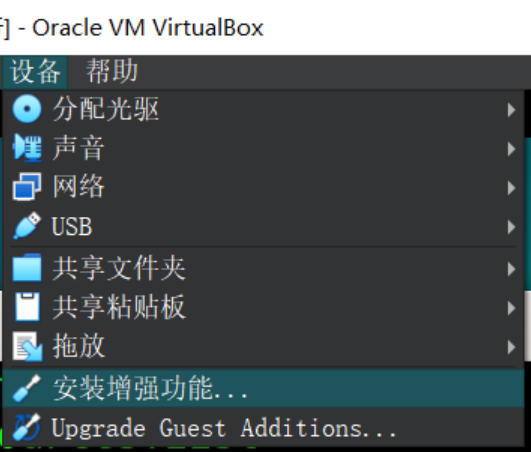 - Oracle VM VirtualBox
设备 帮助
分配光驱
声音
网络
USB
共享文件夹
共享粘贴板
拖放
安装增强功能...
Upgrade Guest Additions...